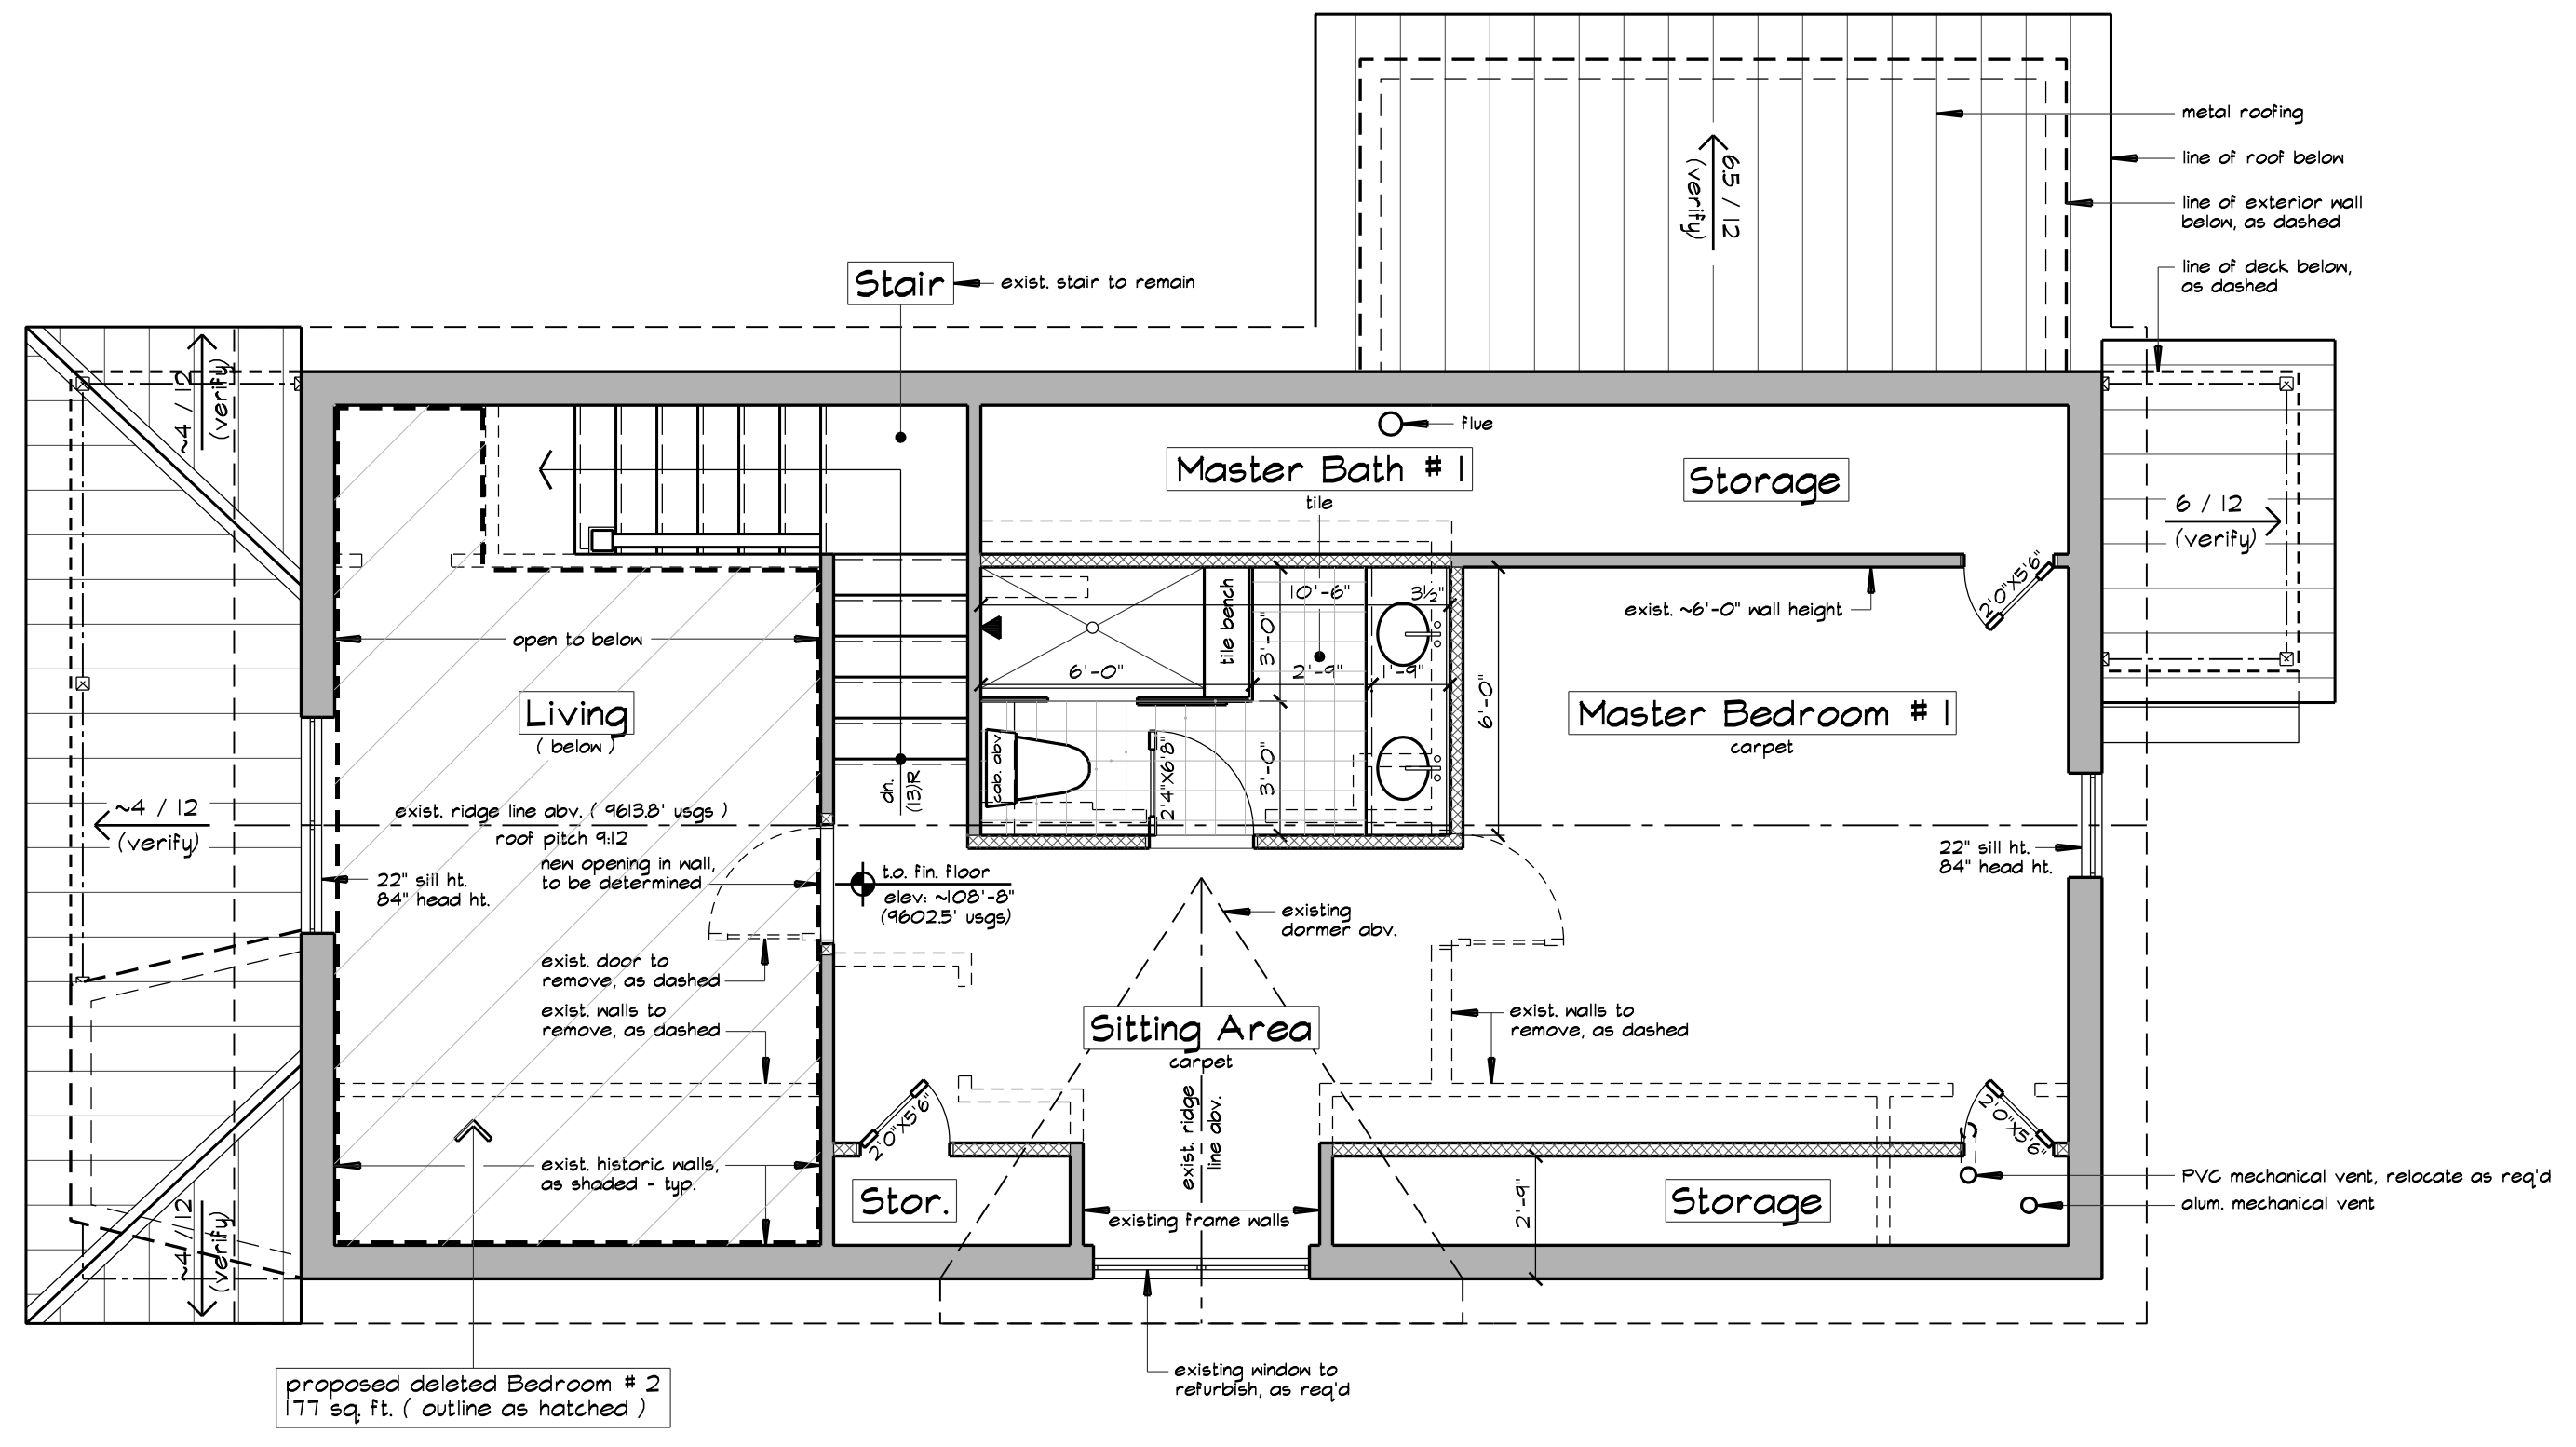 metal roofing
line of roof below
line of exterior wall
below, as dashed
line of deck below,
as dashed
6.5 / 12
(verify)
Stair
exist. stair to remain
~4 / 12
(verify)
flue
Master Bath # 1
tile
Storage
6 / 12
(verify)
2'0"X5'6"
exist. ~6'-0" wall height
10'-6"
3½"
tile bench
3'-0"
6'-0"
2'-9"
1'-9"
open to below
Living
( below )
6'-0"
Master Bedroom # 1
carpet
cab. abv
2'4"X6'8"
3'-0"
dn.
(13)R
~4 / 12
(verify)
exist. ridge line abv. ( 9613.8' usgs )
roof pitch 9:12
new opening in wall,
to be determined
22" sill ht.
84" head ht.
t.o. fin. floor
elev: ~108'-8"
(9602.5' usgs)
22" sill ht.
84" head ht.
existing
dormer abv.
exist. door to
remove, as dashed
exist. walls to
remove, as dashed
Sitting Area
carpet
exist. walls to
remove, as dashed
exist. ridge
line abv.
2'0"X5'6"
2'0"X5'6"
exist. historic walls,
as shaded - typ.
Stor.
existing frame walls
2'-9"
Storage
PVC mechanical vent, relocate as req'd
alum. mechanical vent
~4 / 12
(verify)
existing window to
refurbish, as req'd
proposed deleted Bedroom # 2
177 sq. ft. ( outline as hatched )